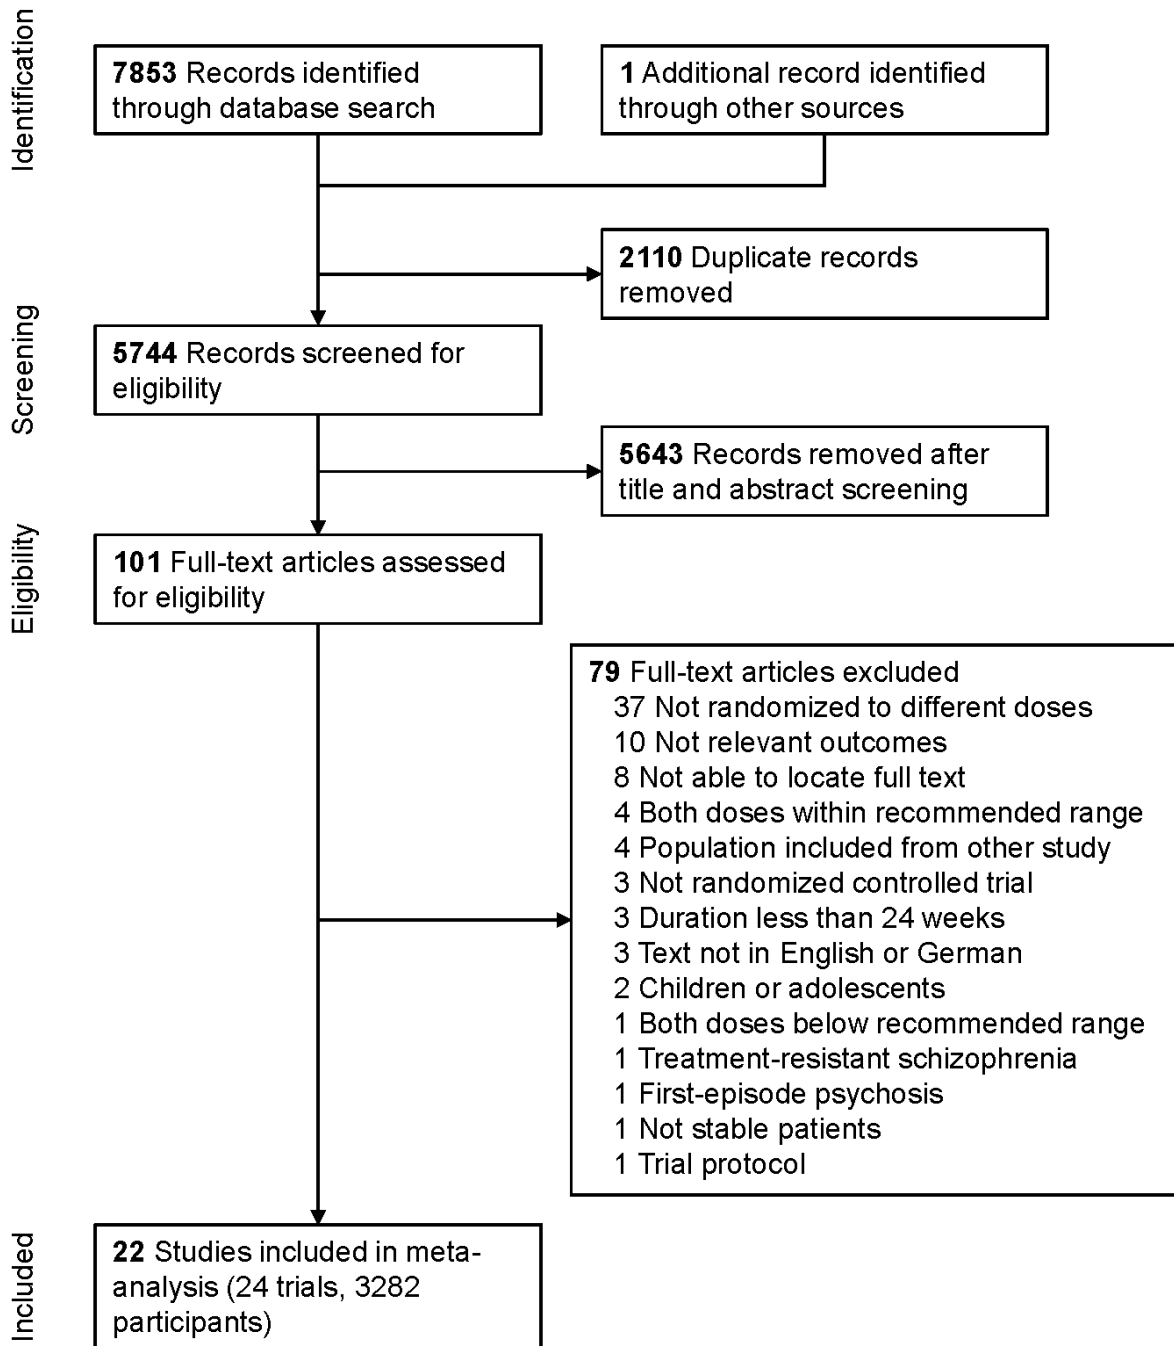 Identification
7853 Records identified
through database search
1 Additional record identified
through other sources
2110 Duplicate records
removed
Screening
5744 Records screened for
eligibility
5643 Records removed after
title and abstract screening
Eligibility
101 Full-text articles assessed
for eligibility
79 Full-text articles excluded
37 Not randomized to different doses
10 Not relevant outcomes
8 Not able to locate full text
4 Both doses within recommended range
4 Population included from other study
3 Not randomized controlled trial
3 Duration less than 24 weeks
3 Text not in English or German
2 Children or adolescents
1 Both doses below recommended range
1 Treatment-resistant schizophrenia
1 First-episode psychosis
1 Not stable patients
1 Trial protocol
Included
22 Studies included in meta-
analysis (24 trials, 3282
participants)